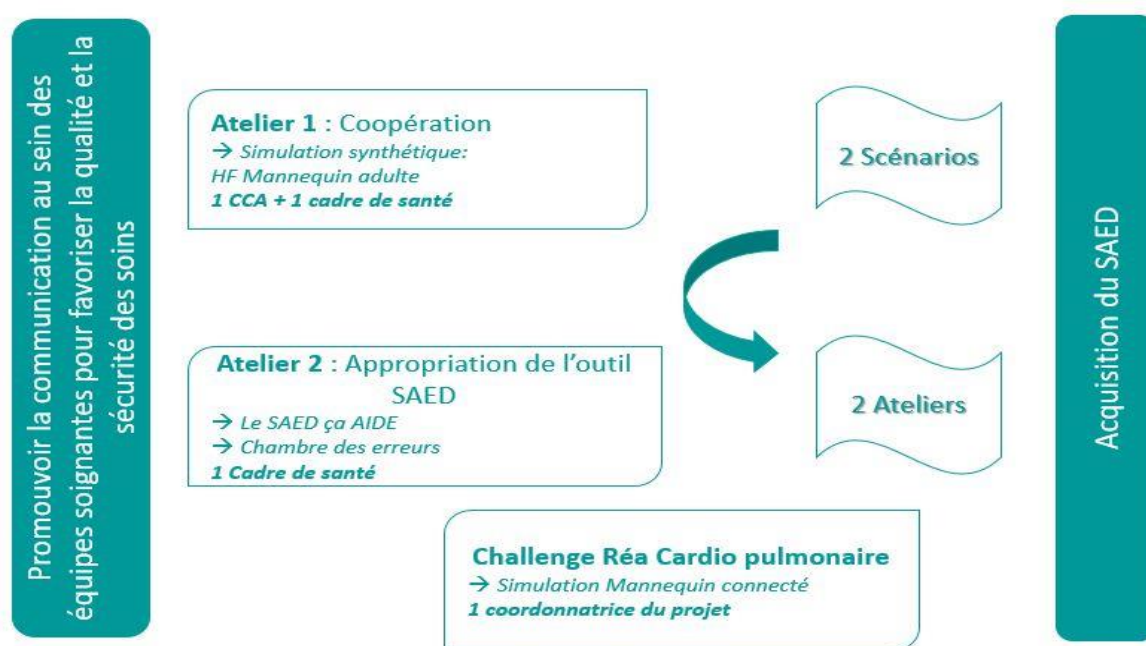 Promouvoir la communication au sein des
équipes soignantes pour favoriser la qualité et la
sécurité des soins
Atelier 1 : Coopération
→ Simulation synthétique:
HF Mannequin adulte
1 CCA + 1 cadre de santé
2 Scénarios
Atelier 2 : Appropriation de l'outil
SAED
→ Le SAED ça AIDE
→ Chambre des erreurs
1 Cadre de santé
2 Ateliers
Challenge Réa Cardio pulmonaire
→ Simulation Mannequin connecté
1 coordonnatrice du projet
Acquisition du SAED